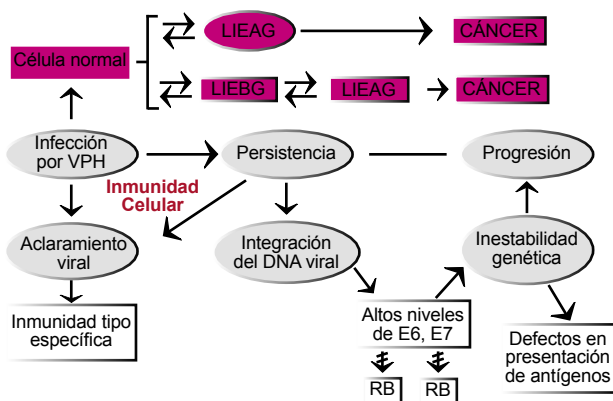 LIEAG
CÁNCER
Célula normal
LIEBG
LIEAG
CÁNCER
Infección
por VPH
Persistencia
Progresión
Inmunidad
Celular
Aclaramiento
viral
Integración
del DNA viral
Inestabilidad
genética
Inmunidad tipo
específica
Altos niveles
de E6, E7
Defectos en
presentación
de antígenos
RB
RB